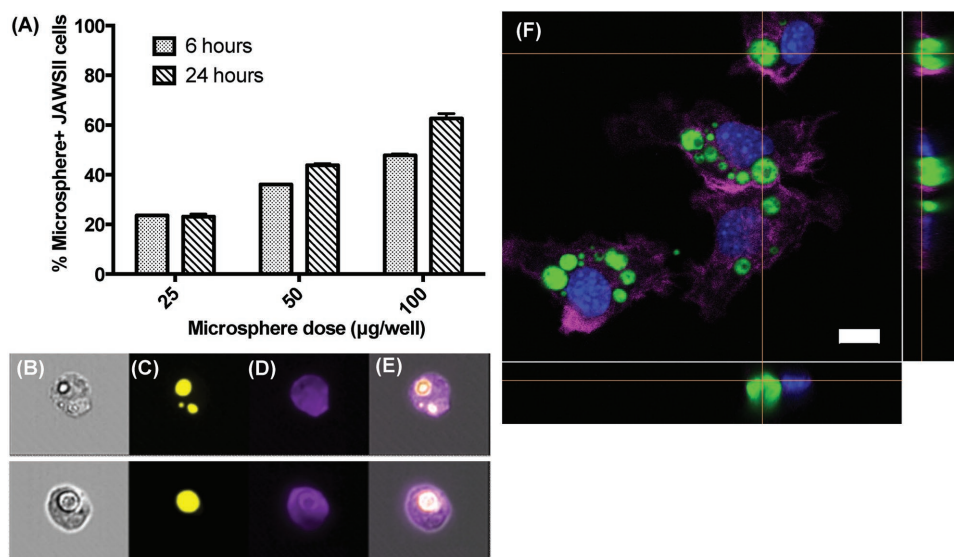 (A)
% Microsphere+ JAWSII cells
100
80
60
40
20
0
6 hours
24 hours
25
50
100
Microsphere dose (µg/well)
(B)
(C)
(D)
(E)
(F)